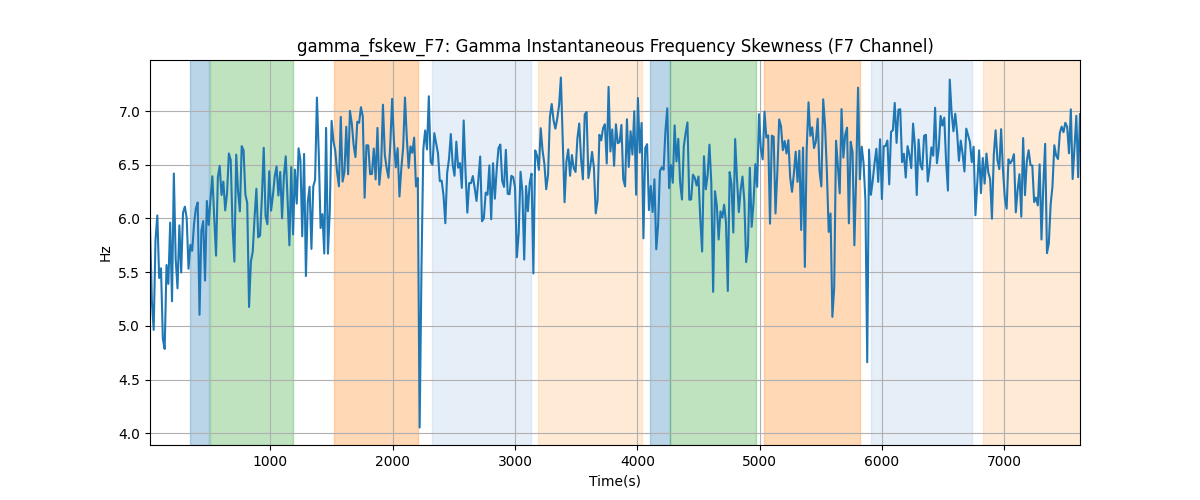 gamma_fskew_F7: Gamma Instantaneous Frequency Skewness (F7 Channel)
Hz
7.0
6.5
6.0
5.5
5.0
4.5
4.0
1000 2000 3000 4000 5000 6000 7000
Time(s)